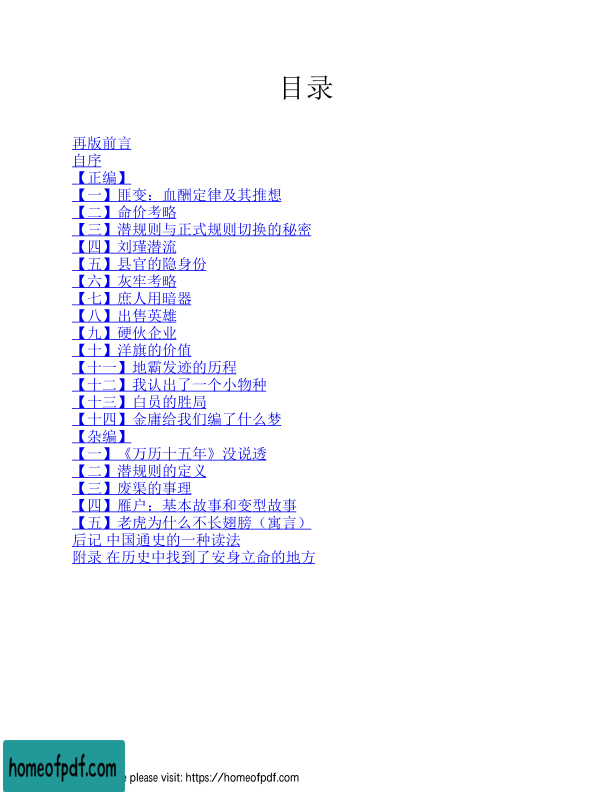 目录
再版前言
自序
【正编】
【一】匪变：血酬定律及其推想
【二】命价考略
【三】潜规则与正式规则切换的秘密
【四】刘瑾潜流
【五】县官的隐身份
【六】灰牢考略
【七】庶人用暗器
【八】出售英雄
【九】硬伙企业
【十】洋旗的价值
【十一】地霸发迹的历程
【十二】我认出了一个小物种
【十三】白员的胜局
【十四】金庸给我们编了什么梦
【杂编】
【一】《万历十五年》没说透
【二】潜规则的定义
【三】废渠的事理
【四】雁户：基本故事和变型故事
【五】老虎为什么不长翅膀（寓言）
后记 中国通史的一种读法
附录 在历史中找到了安身立命的地方
homeofpdf.com
e please visit: https://homeofpdf.com